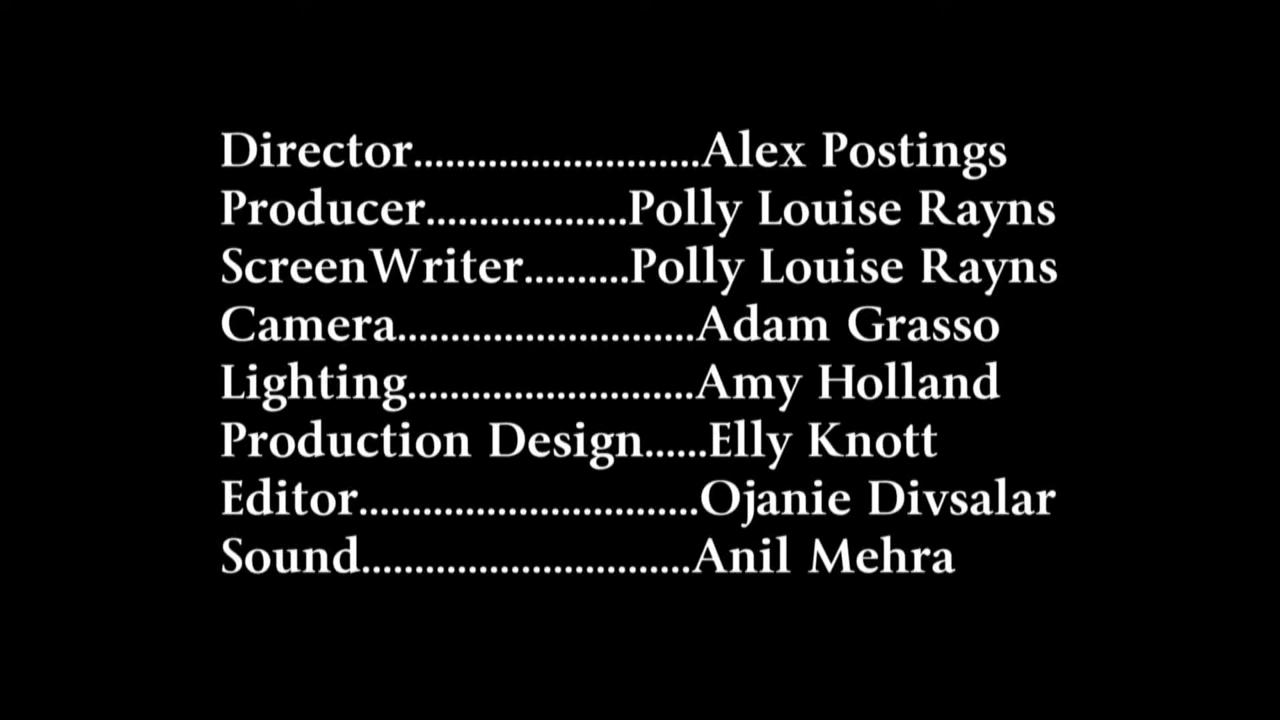 Director...........................Alex Postings
Producer...................Polly Louise Rayns
ScreenWriter..........Polly Louise Rayns
Camera............................Adam Grasso
Lighting...........................Amy Holland
Production Design......Elly Knott
Editor................................Ojanie Divsalar
Sound...............................Anil Mehra